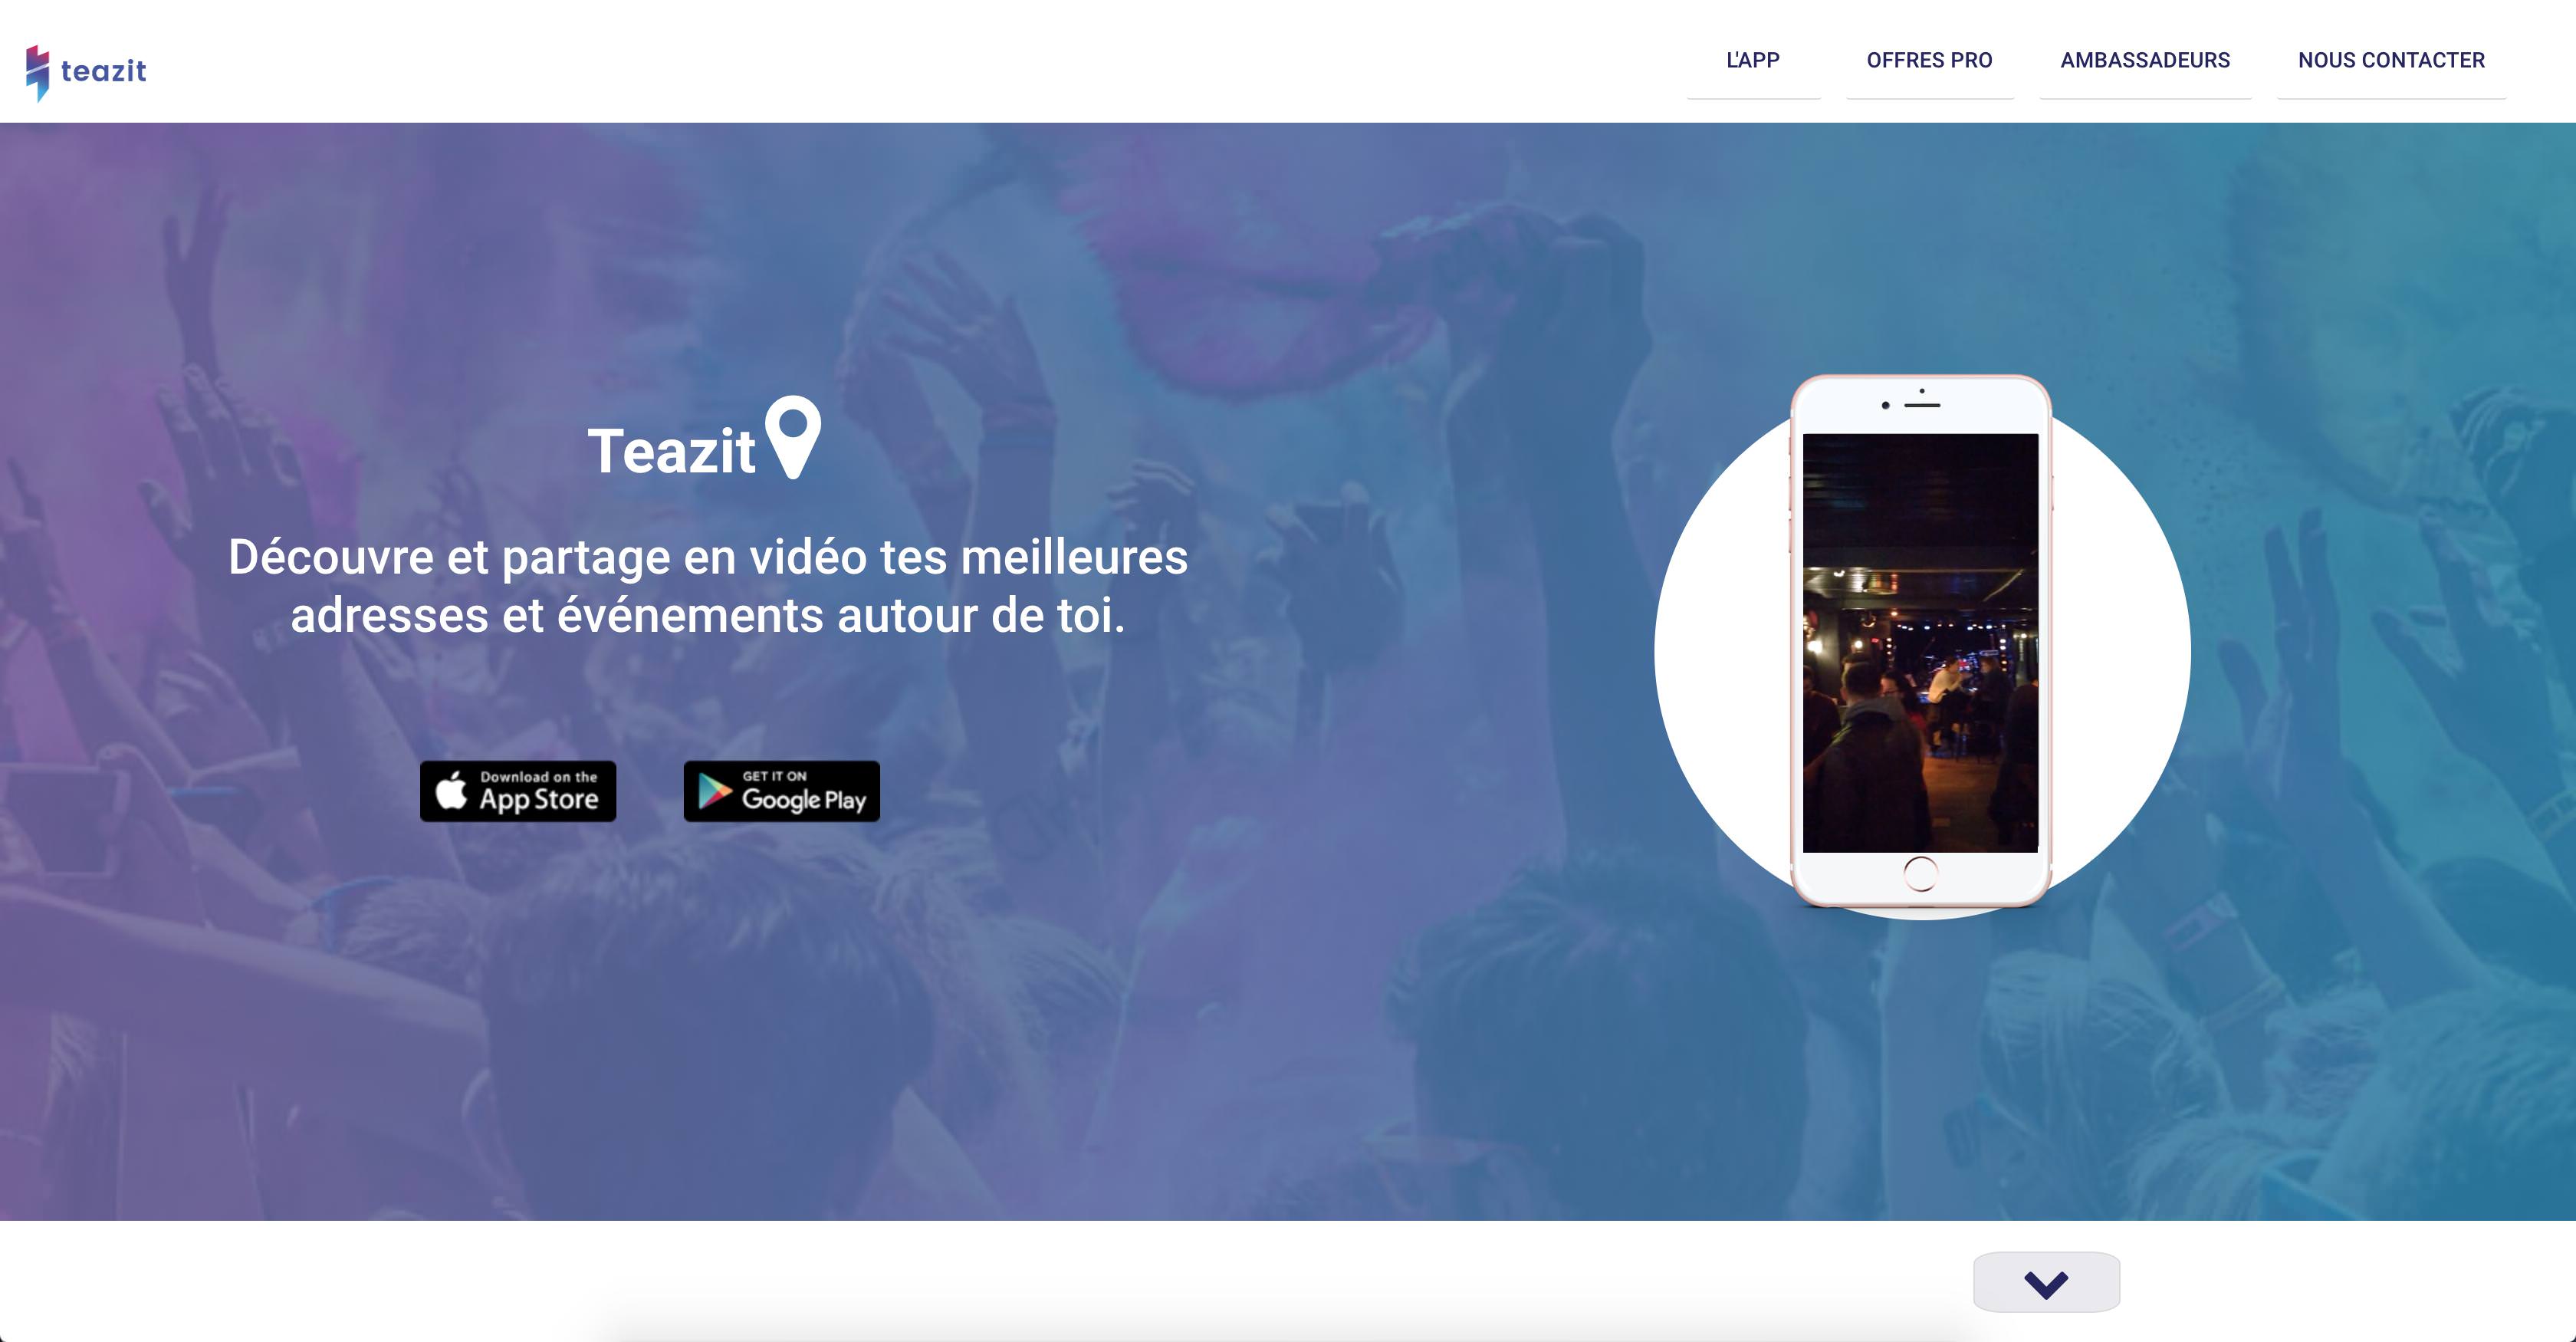 teazit
L'APP
OFFRES PRO
AMBASSADEURS
NOUS CONTACTER
Teazit
Découvre et partage en vidéo tes meilleures
adresses et événements autour de toi.
Download on the
App Store
GET IT ON
Google Play